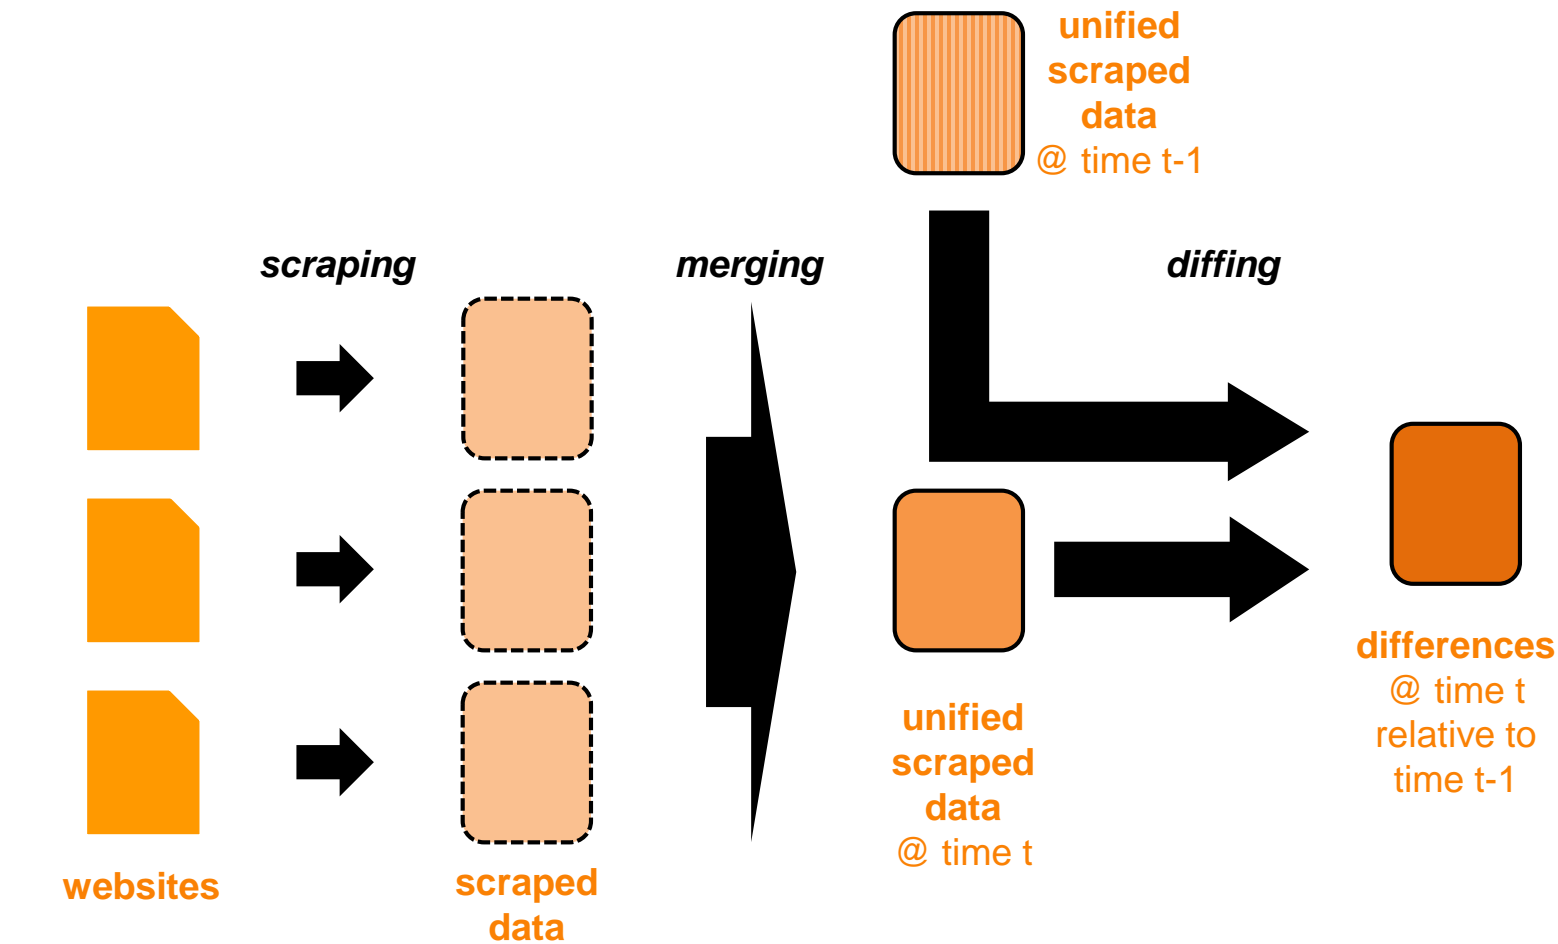 unified
scraped
data
@ time t-1
scraping
merging
diffing
websites
scraped
data
unified
scraped
data
@ time t
differences
@ time t
relative to
time t-1